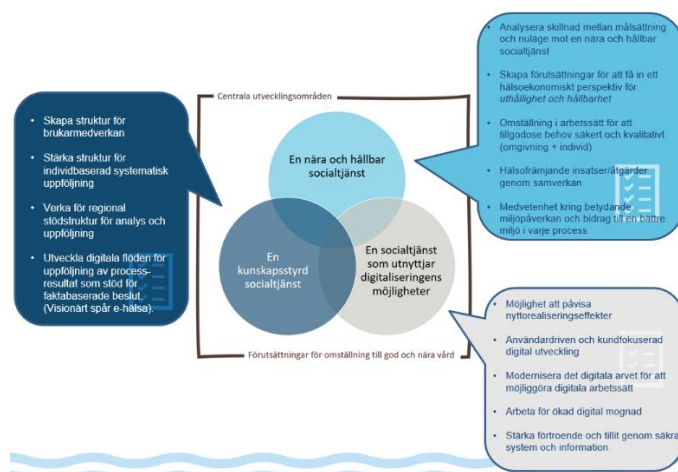 Centrala utvecklingsområden
• Skapa struktur för
brukarmedverkan
• Stärka struktur för
individbaserad systematisk
uppföljning
• Verka för regional
stödstruktur för analys och
uppföljning
• Utveckla digitala flöden för
uppföljning av process-
resultat som stöd för
faktabaserade beslut.
(Visionärt spår e-hälsa).
En nära och hållbar
socialtjänst
En
kunskapsstyrd
socialtjänst
En socialtjänst
som utnyttjar
digitaliseringens
möjligheter
Förutsättningar för omställning till god och nära vård
• Analysera skillnad mellan målsättning
och nuläge mot en nära och hållbar
socialtjänst
• Skapa förutsättningar för att få in ett
hälsoekonomiskt perspektiv för
uthållighet och hållbarhet
• Omställning i arbetssätt för att
tillgodose behov säkert och kvalitativt
(omgivning + individ)
• Hälsofrämjande insatser/åtgärder
genom samverkan
• Medvetenhet kring betydande
miljöpåverkan och bidrag till en bättre
miljö i varje process
• Möjlighet att påvisa
nyttorealiseringseffekter
• Användardriven och kundfokuserad
digital utveckling
• Modernisera det digitala arvet för att
möjliggöra digitala arbetssätt
• Arbeta för ökad digital mognad
• Stärka förtroende och tillit genom säkra
system och information